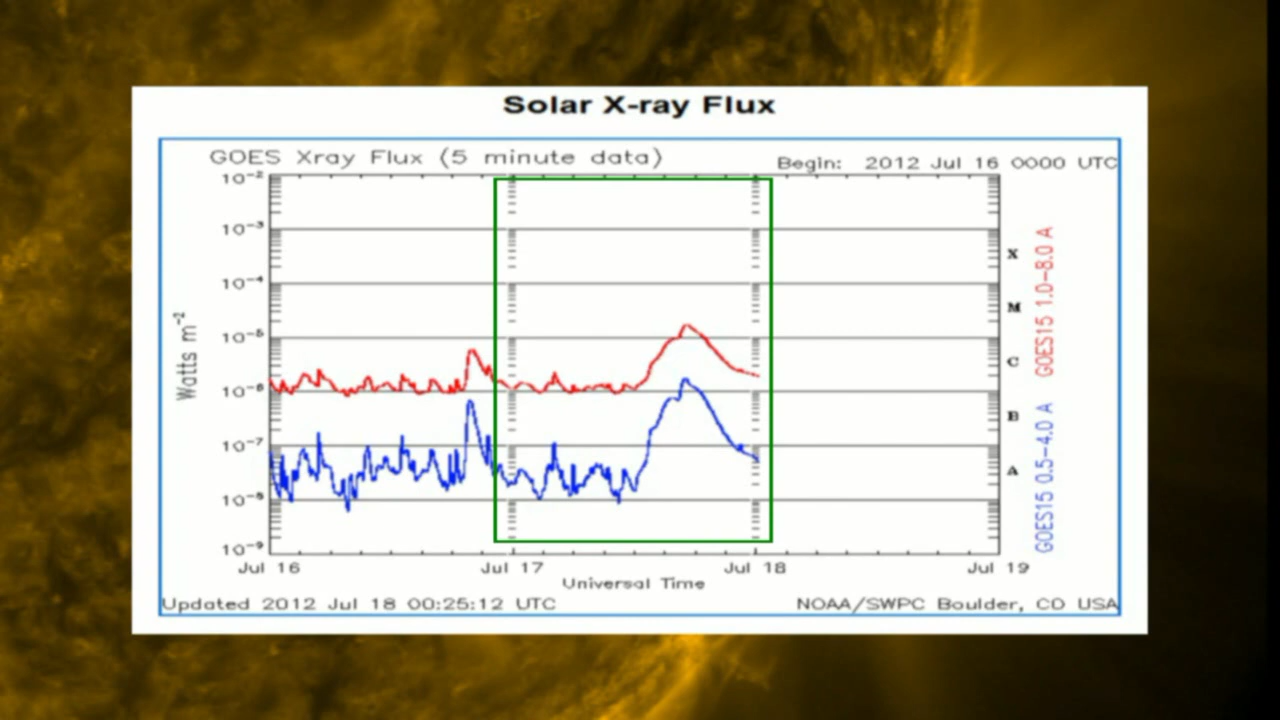 Solar X-ray Flux
GOES Xray Flux (5 minute data)
Begin: 2012 Jul 16 0000 UTC
10-2
10-3
10-4
10-5
10-6
10-7
10-8
10-9
Watts m-2
X
M
C
B
A
GOES15 1.0-8.0 A
GOES15 0.5-4.0 A
Jul 16
Jul 17
Jul 18
Jul 19
Universal Time
Updated 2012 Jul 18 00:25:12 UTC
NOAA/SWPC Boulder, CO USA